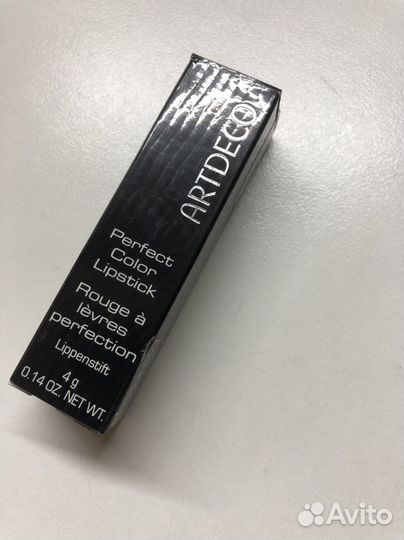 ARTDECO
Perfect
Color
Lipstick
Rouge à
lèvres
perfection
Lippenstift
4 g
0.14 OZ. NET WT.
Avito